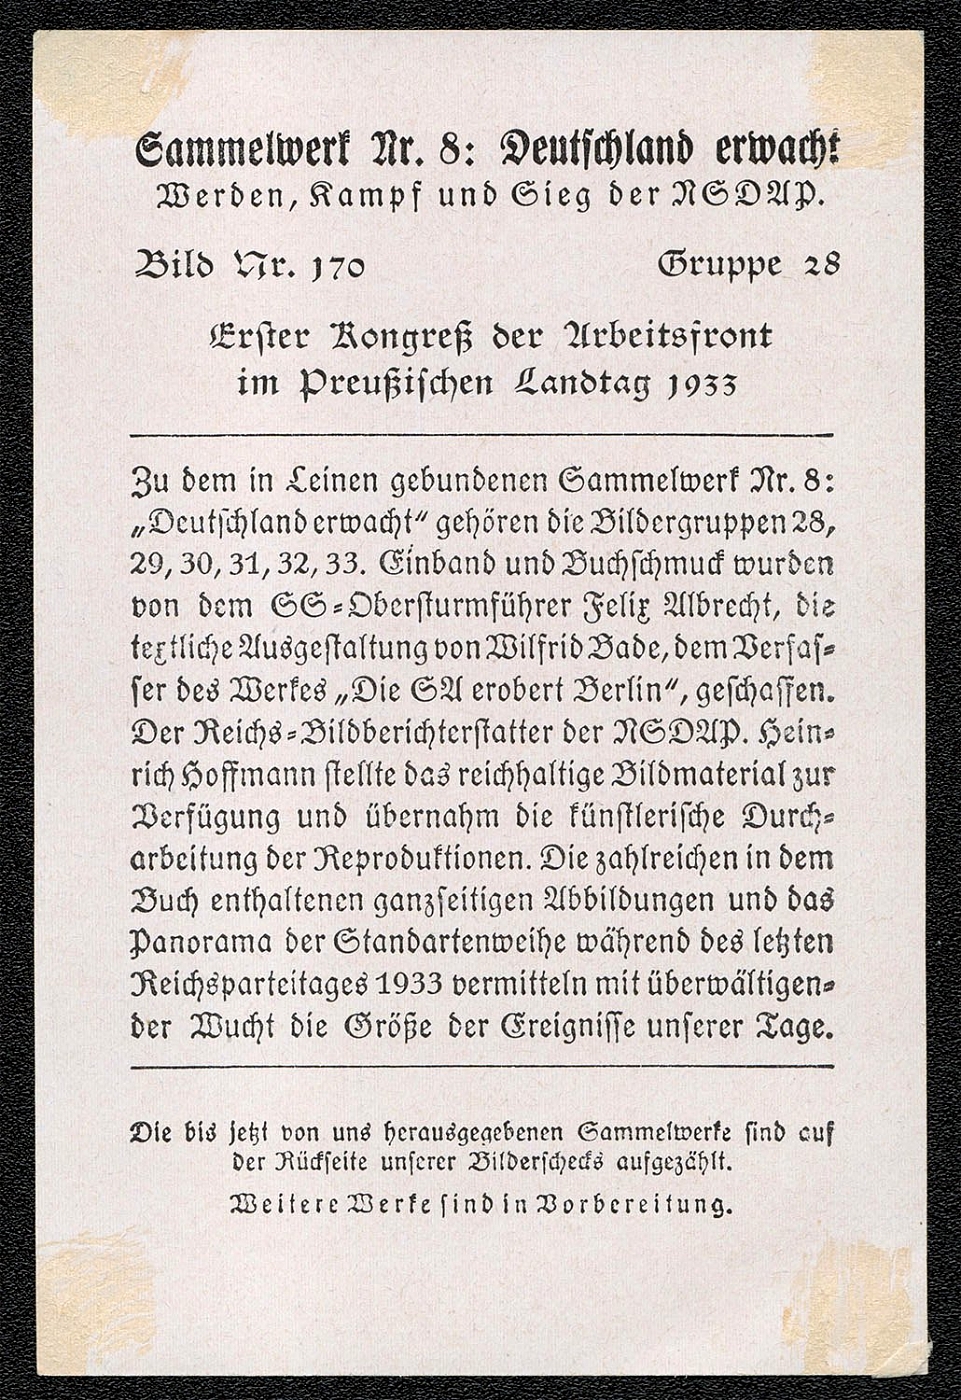 Sammelwerk Nr. 8: Deutschland erwacht
Werden, Kampf und Sieg der NSDAP.
Bild Nr. 170 Gruppe 28
Erster Kongreß der Arbeitsfront
im Preußischen Landtag 1933
Zu dem in Leinen gebundenen Sammelwerk Nr. 8:
„Deutschland erwacht“ gehören die Bildergruppen 28,
29, 30, 31, 32, 33. Einband und Buchschmuck wurden
von dem SS-Obersturmführer Felix Albrecht, die
textliche Ausgestaltung von Wilfrid Bade, dem Verfas-
ser des Werkes „Die SA erobert Berlin“, geschaffen.
Der Reichs-Bildberichterstatter der NSDAP. Hein-
rich Hoffmann stellte das reichhaltige Bildmaterial zur
Verfügung und übernahm die künstlerische Durch-
arbeitung der Reproduktionen. Die zahlreichen in dem
Buch enthaltenen ganzseitigen Abbildungen und das
Panorama der Standartenweihe während des letzten
Reichsparteitages 1933 vermitteln mit überwältigen-
der Wucht die Größe der Ereignisse unserer Tage.
Die bis jetzt von uns herausgegebenen Sammelwerke sind auf
der Rückseite unserer Bilderschecks aufgezählt.
Weitere Werke sind in Vorbereitung.